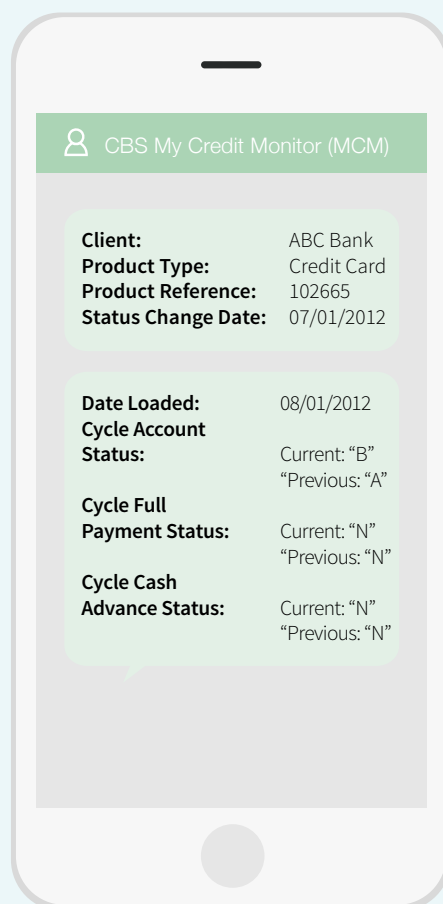 CBS My Credit Monitor (MCM)
Client: ABC Bank
Product Type: Credit Card
Product Reference: 102665
Status Change Date: 07/01/2012
Date Loaded: 08/01/2012
Cycle Account
Status: Current: “B”
“Previous: “A”
Cycle Full
Payment Status: Current: “N”
“Previous: “N”
Cycle Cash
Advance Status: Current: “N”
“Previous: “N”